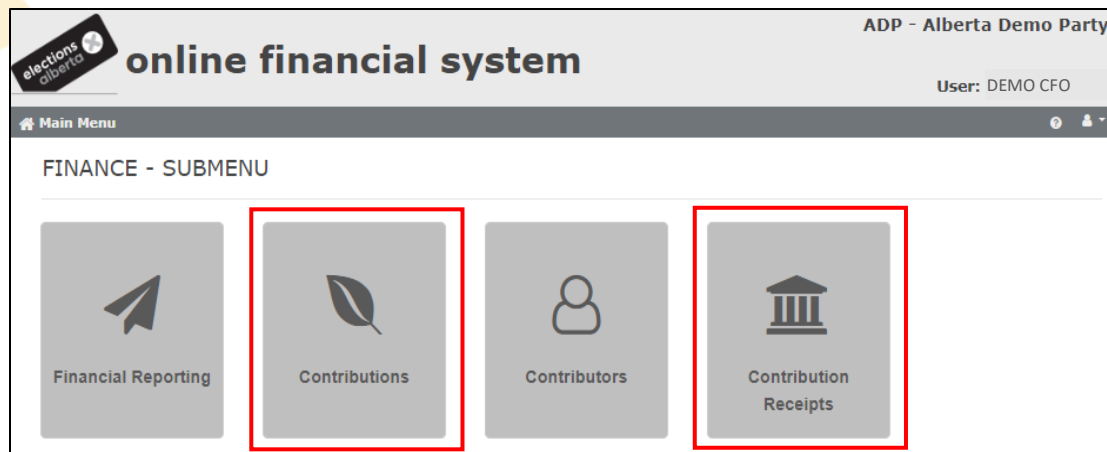 ADP - Alberta Demo Party
elections
alberta
online financial system
User: DEMO CFO
Main Menu
FINANCE - SUBMENU
Financial Reporting
Contributions
Contributors
Contribution
Receipts